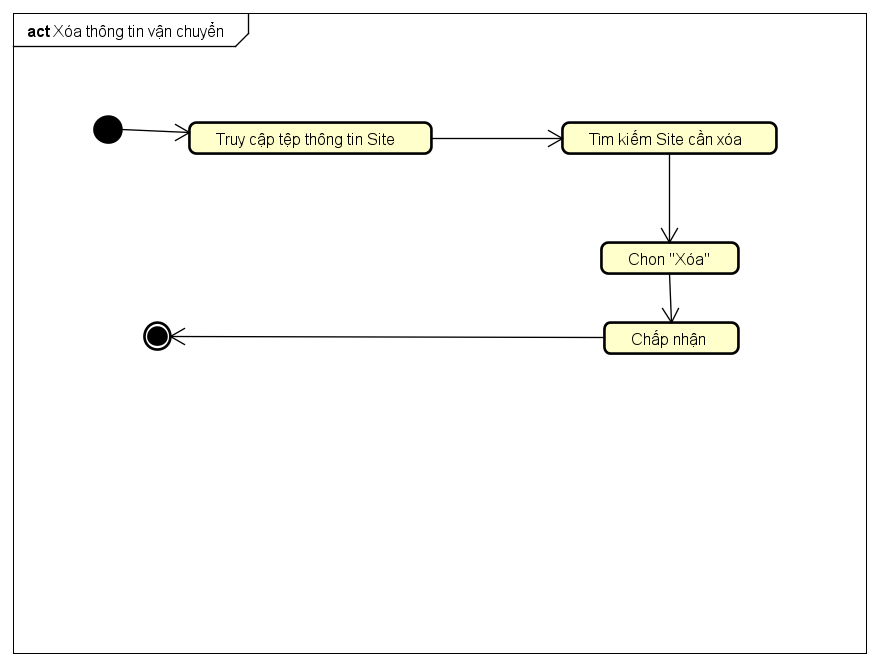 act Xóa thông tin vận chuyển
Truy cập tệp thông tin Site
Tìm kiếm Site cần xóa
Chon "Xóa"
Chấp nhận